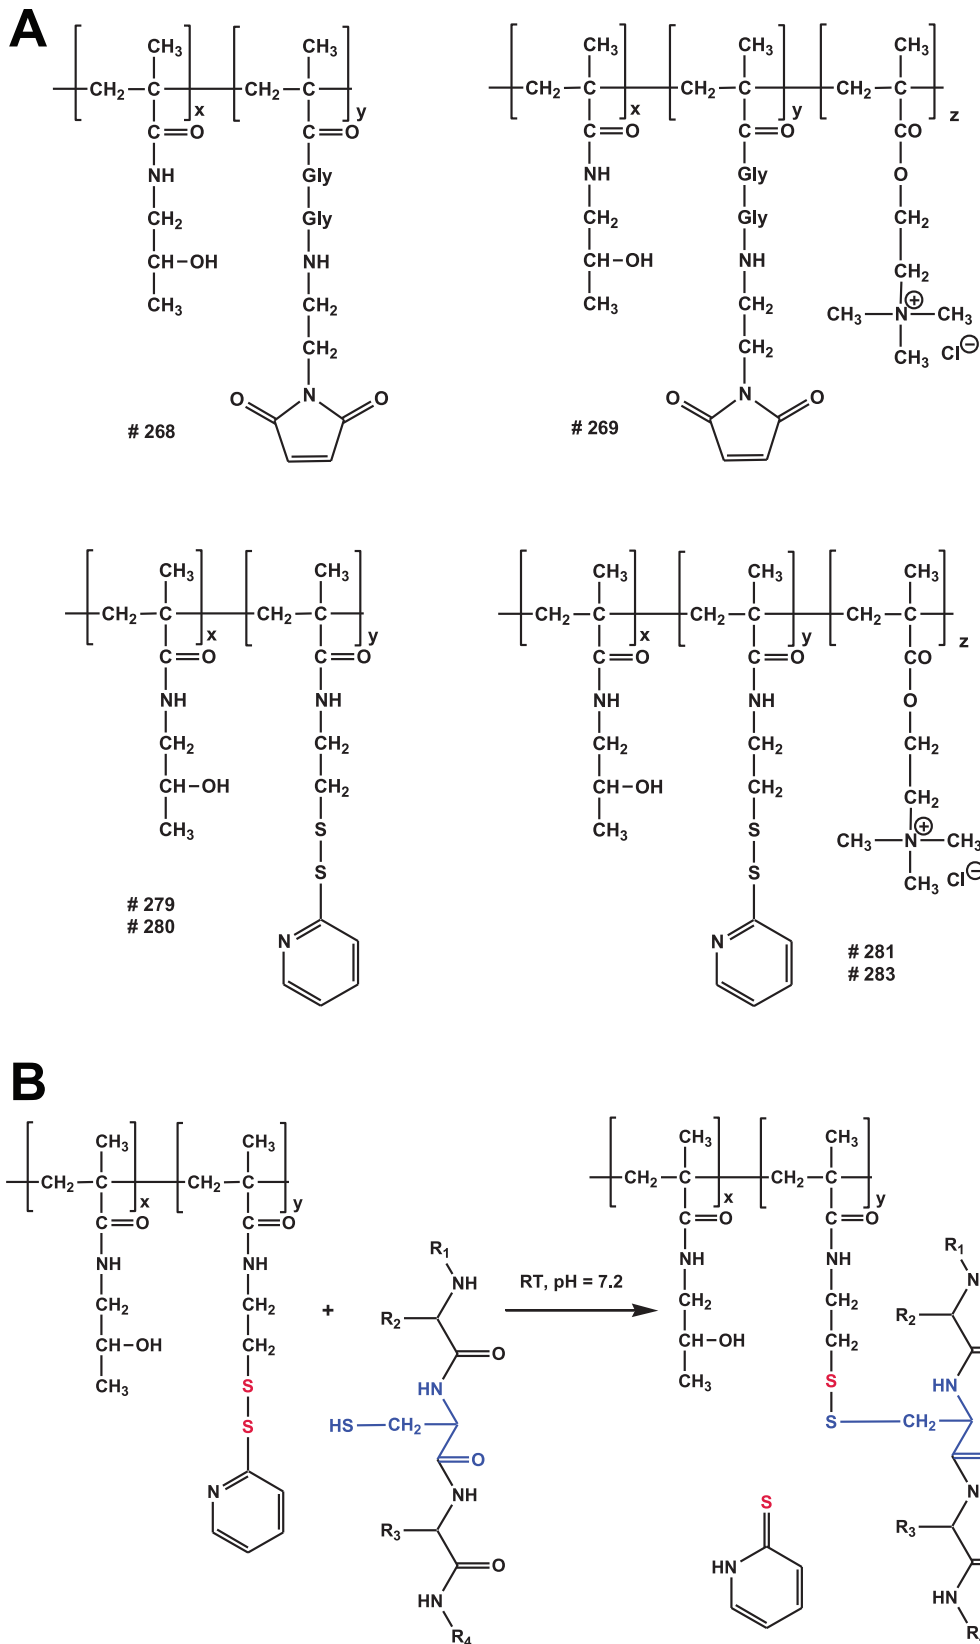 A
CH3 CH3 CH3 CH3 CH3
CH2 C CH2 C CH2 C CH2 C CH2 C
x y x y z
C=O C=O C=O C=O CO
NH Gly NH Gly O
CH2 Gly CH2 Gly CH2
CH-OH NH CH-OH NH CH2
CH3 CH2 CH3 CH2 CH3 N + CH3
CH2 CH2 CH3 Cl −
O N O O N O
# 268 # 269
CH3 CH3 CH3 CH3 CH3
CH2 C CH2 C CH2 C CH2 C CH2 C
x y x y z
C=O C=O C=O C=O CO
NH NH NH NH O
CH2 CH2 CH2 CH2 CH2
CH-OH CH2 CH-OH CH2 CH2
CH3 S CH3 S CH3 N + CH3
S S CH3 Cl −
# 279
# 280
N N
# 281
# 283
B
CH3 CH3 CH3 CH3
CH2 C CH2 C CH2 C CH2 C
x y x y
C=O C=O C=O C=O
NH NH R1 NH NH R1
NH RT, pH = 7.2 N
CH2 CH2 + R2 CH2 CH2 R2
CH-OH CH2 O CH-OH CH2
CH3 S HN CH3 S HN
S HS CH2 S CH2
O
N NH N
R3 S R3
O HN
HN HN
R4 R